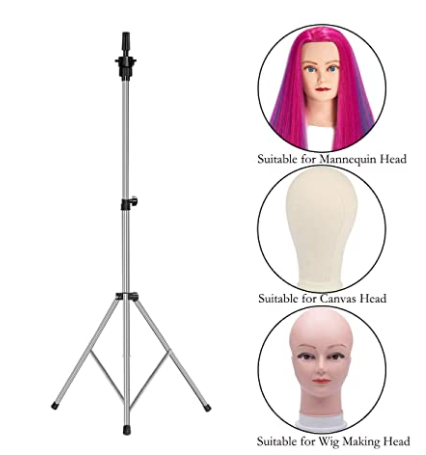 Suitable for Mannequin Head
Suitable for Canvas Head
Suitable for Wig Making Head